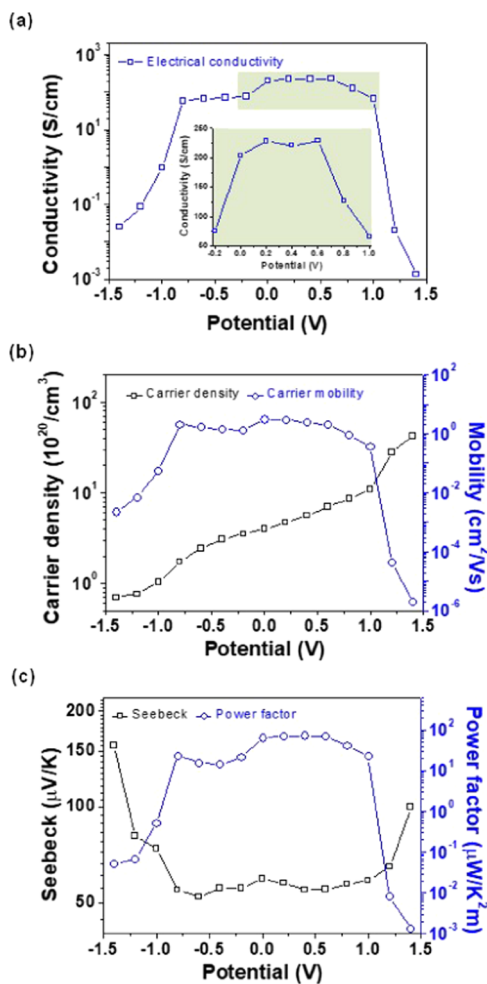 (a)
Electrical conductivity
Conductivity (S/cm)
10³
10¹
10⁻¹
10⁻³
Conductivity (S/cm)
250
200
150
100
50
-0.2 0.0 0.2 0.4 0.6 0.8 1.0
Potential (V)
-1.5 -1.0 -0.5 0.0 0.5 1.0 1.5
Potential (V)
(b)
Carrier density Carrier mobility
Carrier density (10²⁰/cm³)
10²
10¹
10⁰
Mobility (cm²/Vs)
10²
10⁰
10⁻²
10⁻⁴
10⁻⁶
-1.5 -1.0 -0.5 0.0 0.5 1.0 1.5
Potential (V)
(c)
Seebeck Power factor
Seebeck (µV/K)
200
150
100
50
Power factor (µW/K²m)
10²
10¹
10⁰
10⁻¹
10⁻²
10⁻³
-1.5 -1.0 -0.5 0.0 0.5 1.0 1.5
Potential (V)